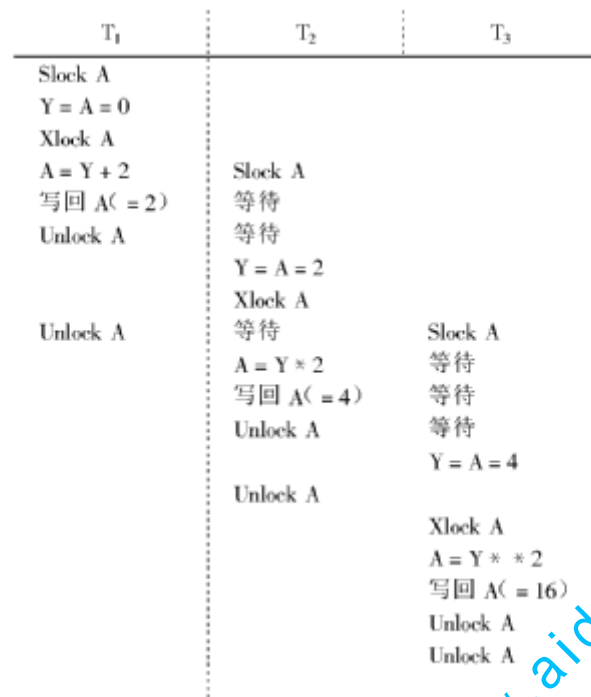 T₁ T₂ T₃
Slock A
Y = A = 0
Xlock A
A = Y + 2 Slock A
写回 A( = 2) 等待
Unlock A 等待
Y = A = 2
Xlock A
Unlock A 等待 Slock A
A = Y * 2 等待
写回 A( = 4) 等待
Unlock A 等待
Y = A = 4
Unlock A
Xlock A
A = Y * * 2
写回 A( = 16)
Unlock A
Unlock A
aid